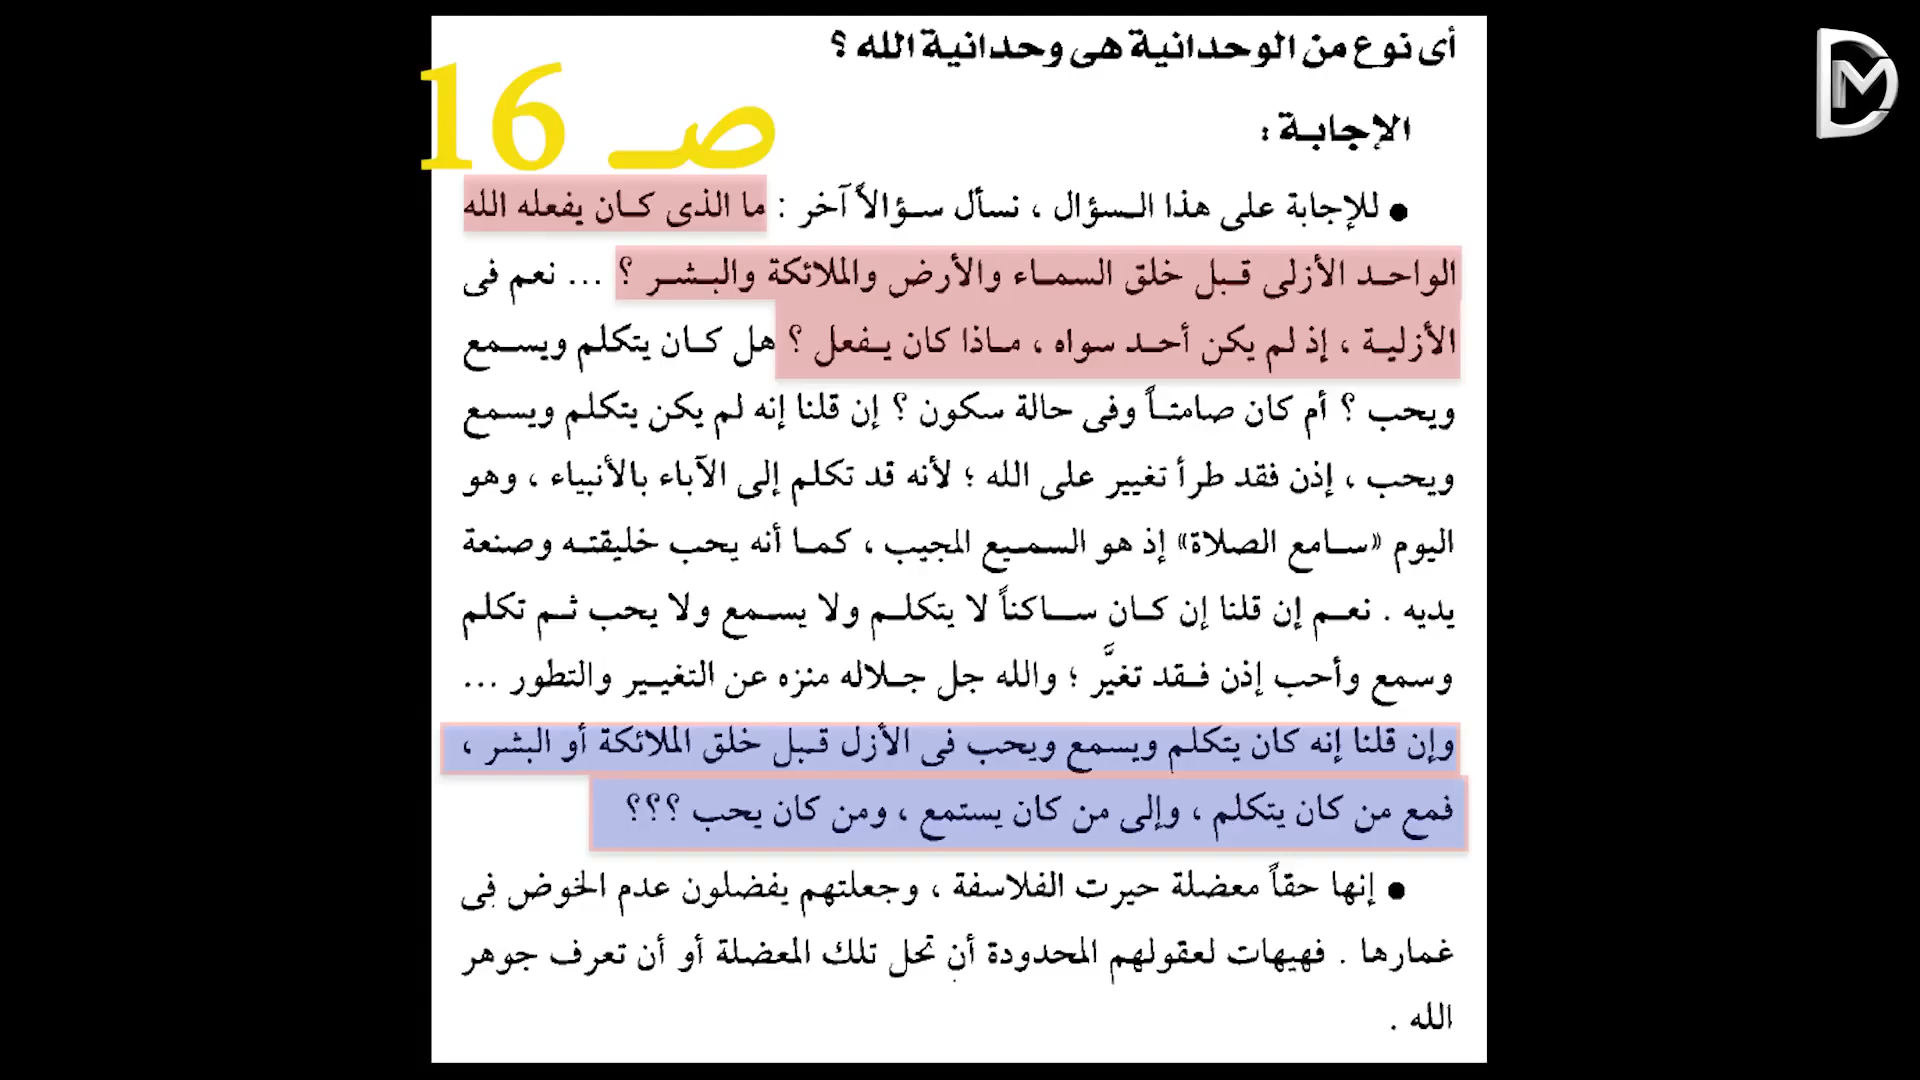 أى نوع من الوحدانية هى وحدانية الله ؟
صـ 16
الإجابـة :
● للإجابة على هذا الـسؤال ، نسأل سـؤالاً آخر : ما الذى كـان يفعله الله
الواحـد الأزلى قـبل خلق السمـاء والأرض والملائكة والبـشـر ؟ ... نعم فى
الأزليـة ، إذ لم يكن أحـد سواه ، مـاذا كان يـفعل ؟ هل كـان يتكلم ويسـمع
ويحب ؟ أم كان صامتـاً وفى حالة سكون ؟ إن قلنا إنه لم يكن يتكلم ويسمع
ويحب ، إذن فقد طرأ تغيير على الله ؛ لأنه قد تكلم إلى الآباء بالأنبياء ، وهو
اليوم «سـامع الصلاة» إذ هو السمـيع المجيب ، كمـا أنه يحب خليقتـه وصنعة
يديه . نعـم إن قلنا إن كـان سـاكناً لا يتكلـم ولا يسـمع ولا يحب ثـم تكلم
وسمع وأحب إذن فـقد تغيَّر ؛ والله جل جـلاله منزه عن التغيـير والتطور ...
وإن قلنا إنه كان يتكلم ويسمع ويحب فى الأزل قـبل خلق الملائكة أو البشر ،
فمع من كان يتكلم ، وإلى من كان يستمع ، ومن كان يحب ؟؟؟
● إنها حقاً معضلة حيرت الفلاسفة ، وجعلتهم يفضلون عدم الخوض فى
غمارها . فهيهات لعقولهم المحدودة أن تحل تلك المعضلة أو أن تعرف جوهر
الله .